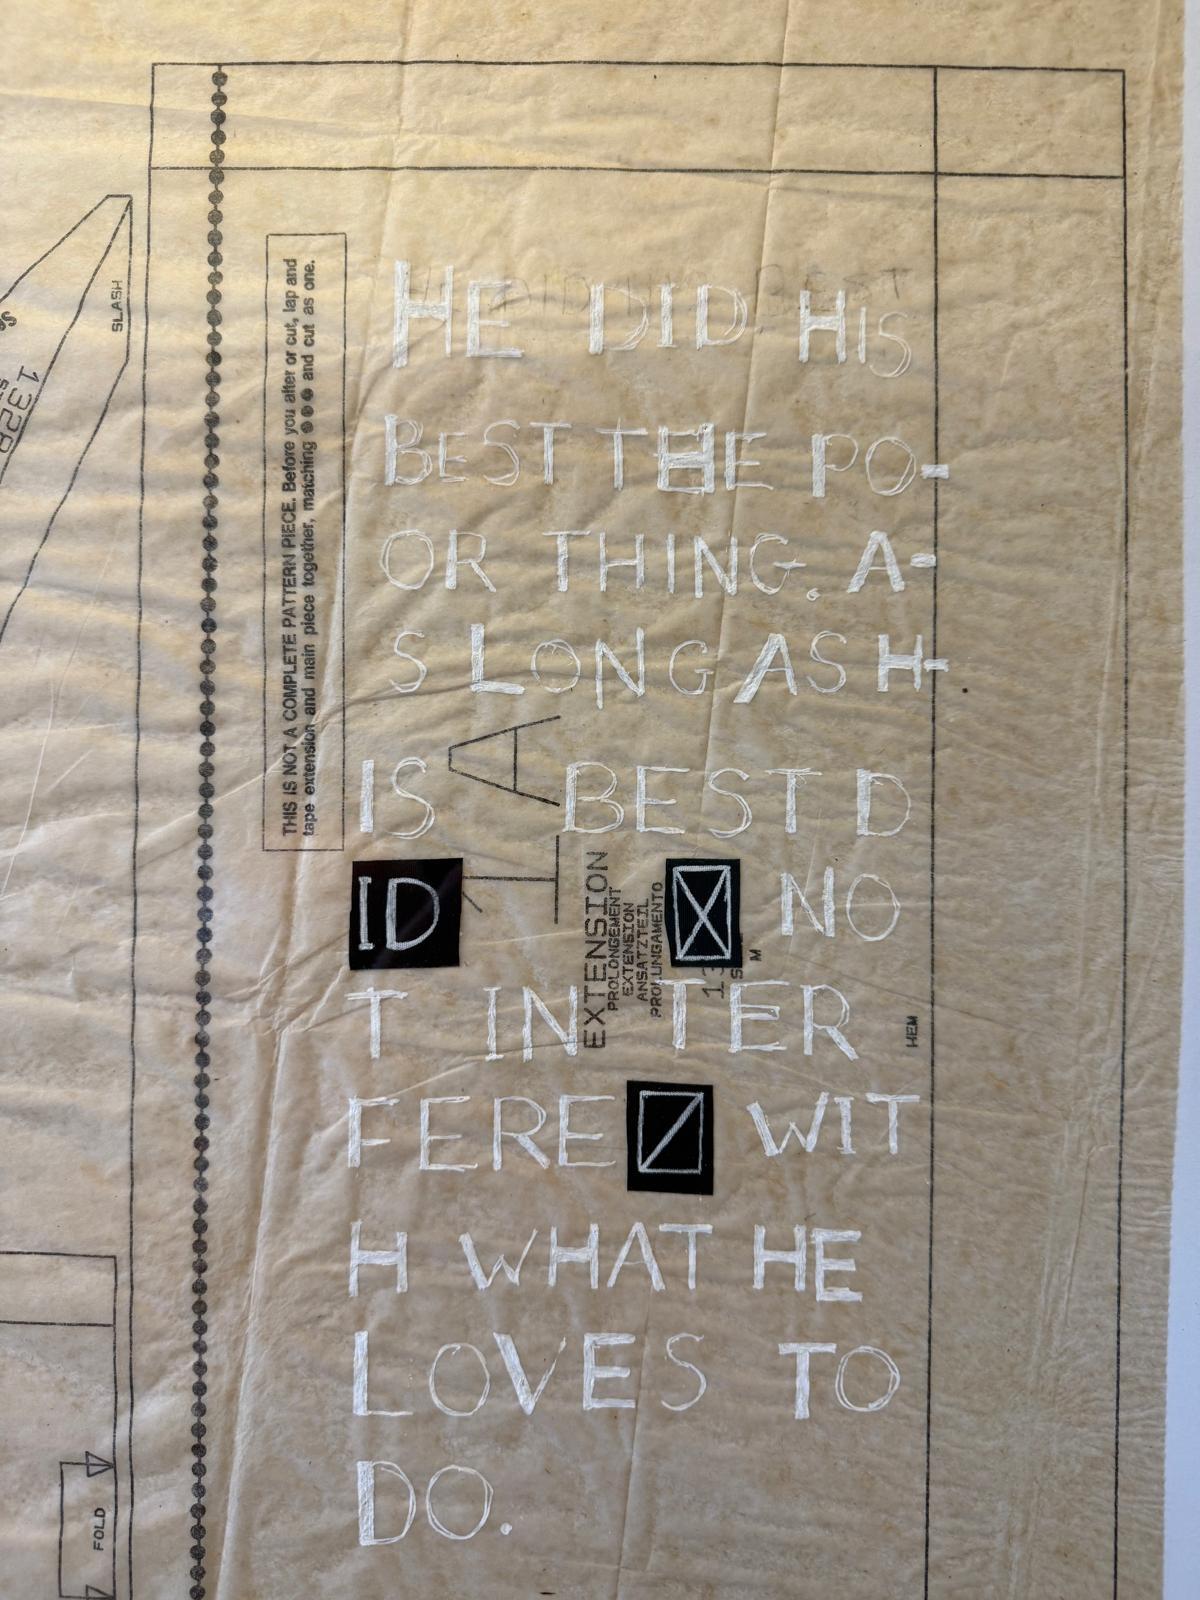 HE DID HIS
BEST THE PO-
OR THING. A-
S LONG AS H-
IS BEST D
ID NO
T INTER
FERE WIT
H WHAT HE
LOVES TO
DO.
THIS IS NOT A COMPLETE PATTERN PIECE. Before you alter or cut, lap and
tape extension and main piece together, matching ●●● and cut as one.
SLASH
1A
EXTENSION
PROLONGEMENT
EXTENSION
ANSATZTEIL
PROLUNGAMENTO
13
M
HEM
FOLD